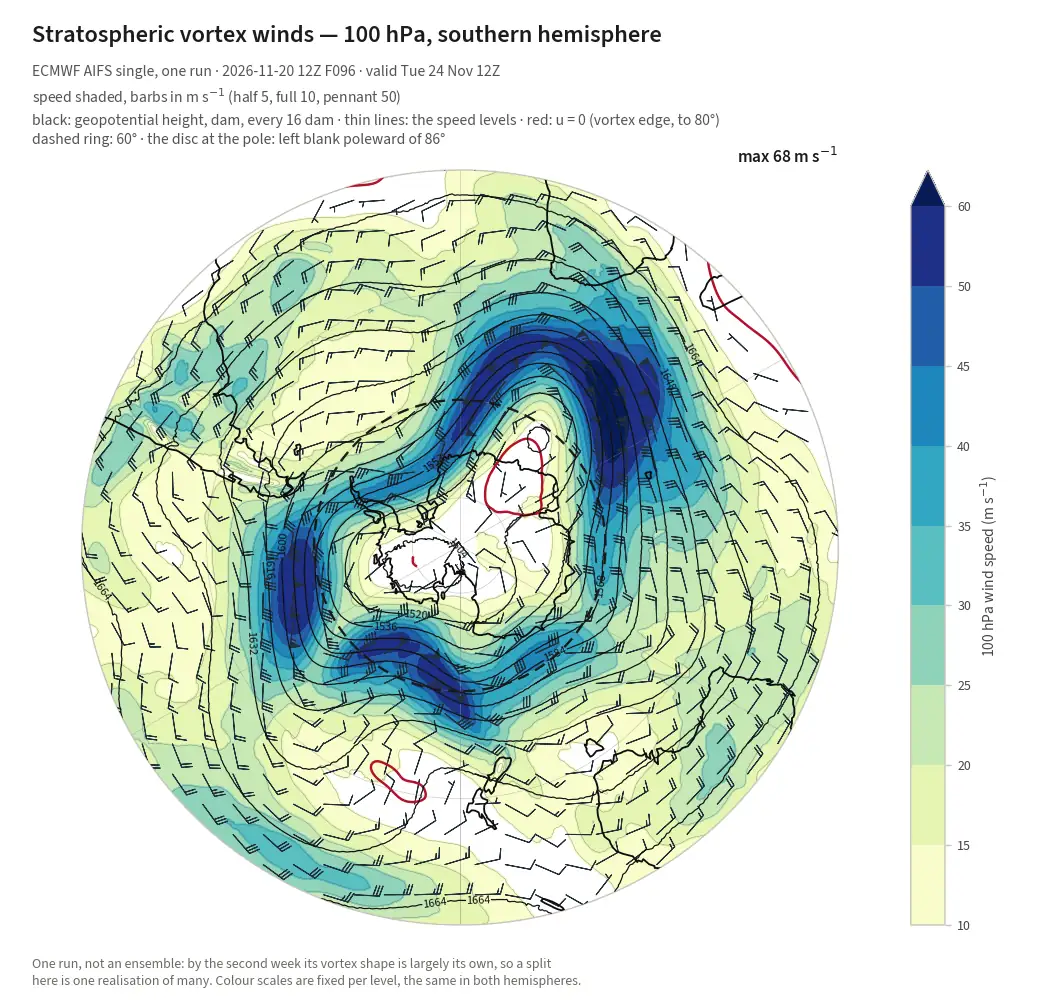 Stratospheric vortex winds — 100 hPa, southern hemisphere
ECMWF AIFS single, one run · 2026-11-20 12Z F096 · valid Tue 24 Nov 12Z
speed shaded, barbs in m s⁻¹ (half 5, full 10, pennant 50)
black: geopotential height, dam, every 16 dam · thin lines: the speed levels · red: u = 0 (vortex edge, to 80°)
dashed ring: 60° · the disc at the pole: left blank poleward of 86°
max 68 m s⁻¹
60
50
45
40
35
30
25
20
15
10
100 hPa wind speed (m s⁻¹)
1664
1648
1600
1616
1568
1664
1520
1536
1632
1584
1664
1664
One run, not an ensemble: by the second week its vortex shape is largely its own, so a split
here is one realisation of many. Colour scales are fixed per level, the same in both hemispheres.